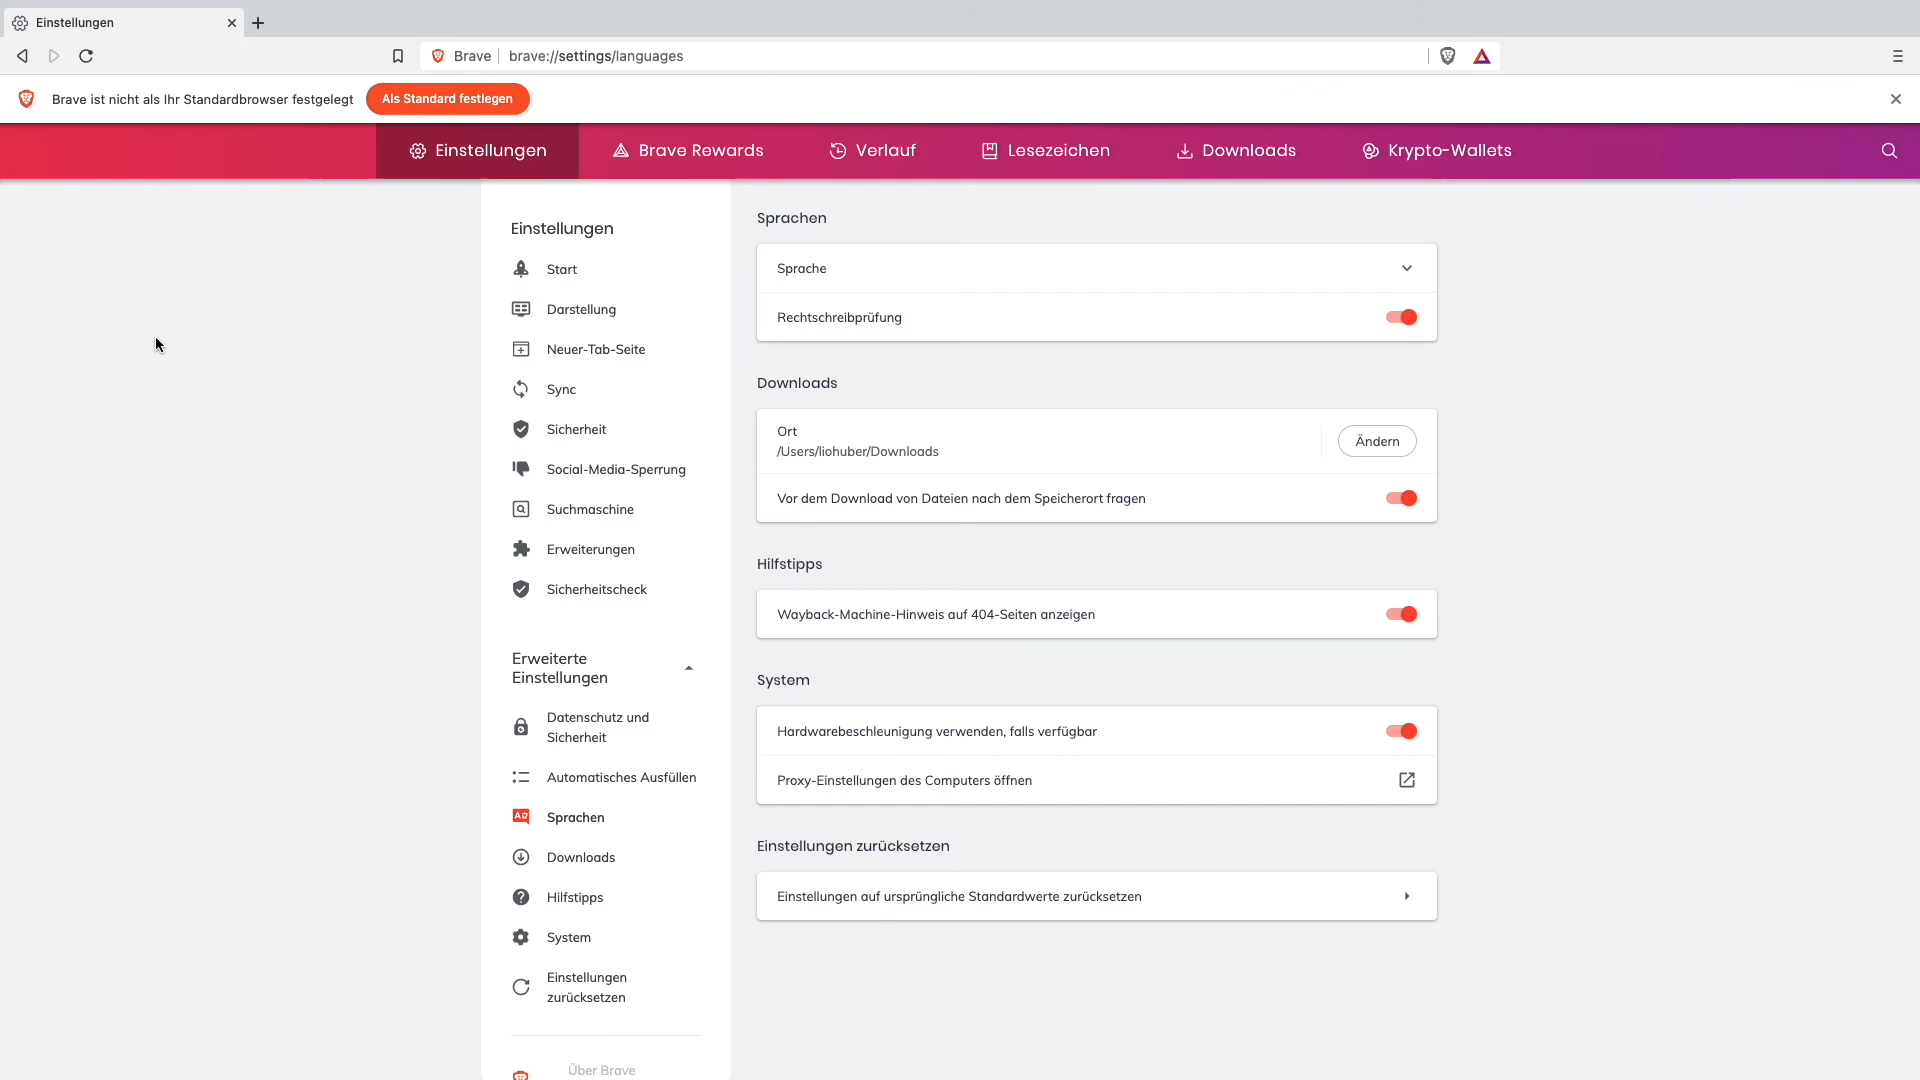 Einstellungen
Brave
brave://settings/languages
Brave ist nicht als Ihr Standardbrowser festgelegt
Als Standard festlegen
Einstellungen
Brave Rewards
Verlauf
Lesezeichen
Downloads
Krypto-Wallets
Einstellungen
Start
Darstellung
Neuer-Tab-Seite
Sync
Sicherheit
Social-Media-Sperrung
Suchmaschine
Erweiterungen
Sicherheitscheck
Erweiterte
Einstellungen
Datenschutz und
Sicherheit
Automatisches Ausfüllen
Sprachen
Downloads
Hilfstipps
System
Einstellungen
zurücksetzen
Über Brave
Sprachen
Sprache
Rechtschreibprüfung
Downloads
Ort
/Users/liohuber/Downloads
Ändern
Vor dem Download von Dateien nach dem Speicherort fragen
Hilfstipps
Wayback-Machine-Hinweis auf 404-Seiten anzeigen
System
Hardwarebeschleunigung verwenden, falls verfügbar
Proxy-Einstellungen des Computers öffnen
Einstellungen zurücksetzen
Einstellungen auf ursprüngliche Standardwerte zurücksetzen